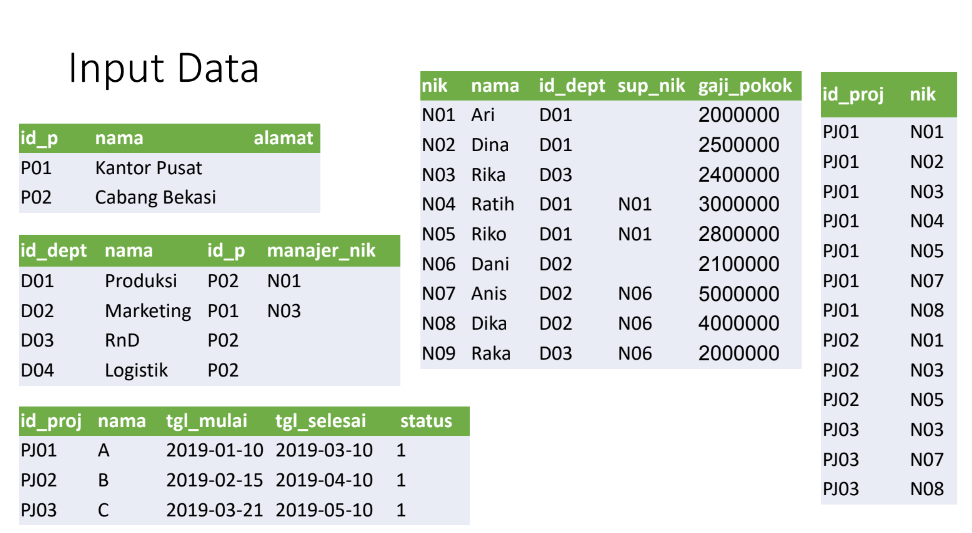 Input Data
id_p nama alamat
P01 Kantor Pusat
P02 Cabang Bekasi
id_dept nama id_p manajer_nik
D01 Produksi P02 N01
D02 Marketing P01 N03
D03 RnD P02
D04 Logistik P02
id_proj nama tgl_mulai tgl_selesai status
PJ01 A 2019-01-10 2019-03-10 1
PJ02 B 2019-02-15 2019-04-10 1
PJ03 C 2019-03-21 2019-05-10 1
nik nama id_dept sup_nik gaji_pokok
N01 Ari D01 2000000
N02 Dina D01 2500000
N03 Rika D03 2400000
N04 Ratih D01 N01 3000000
N05 Riko D01 N01 2800000
N06 Dani D02 2100000
N07 Anis D02 N06 5000000
N08 Dika D02 N06 4000000
N09 Raka D03 N06 2000000
id_proj nik
PJ01 N01
PJ01 N02
PJ01 N03
PJ01 N04
PJ01 N05
PJ01 N07
PJ01 N08
PJ02 N01
PJ02 N03
PJ02 N05
PJ03 N03
PJ03 N07
PJ03 N08